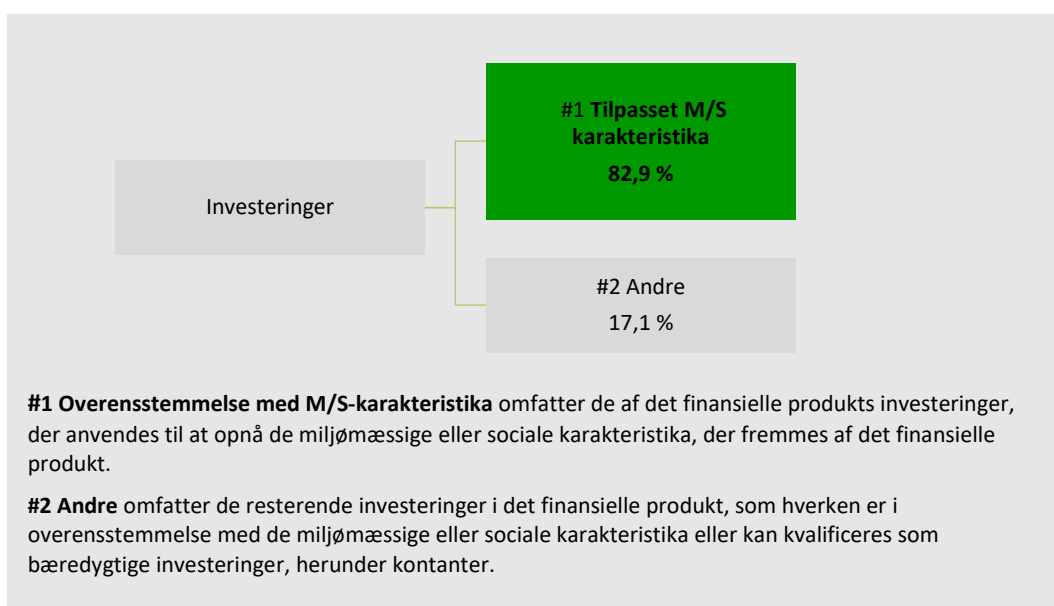 #1 Tilpasset M/S
karakteristika
82,9 %
Investeringer
#2 Andre
17,1 %
#1 Overensstemmelse med M/S-karakteristika omfatter de af det finansielle produkts investeringer,
der anvendes til at opnå de miljømæssige eller sociale karakteristika, der fremmes af det finansielle
produkt.
#2 Andre omfatter de resterende investeringer i det finansielle produkt, som hverken er i
overensstemmelse med de miljømæssige eller sociale karakteristika eller kan kvalificeres som
bæredygtige investeringer, herunder kontanter.